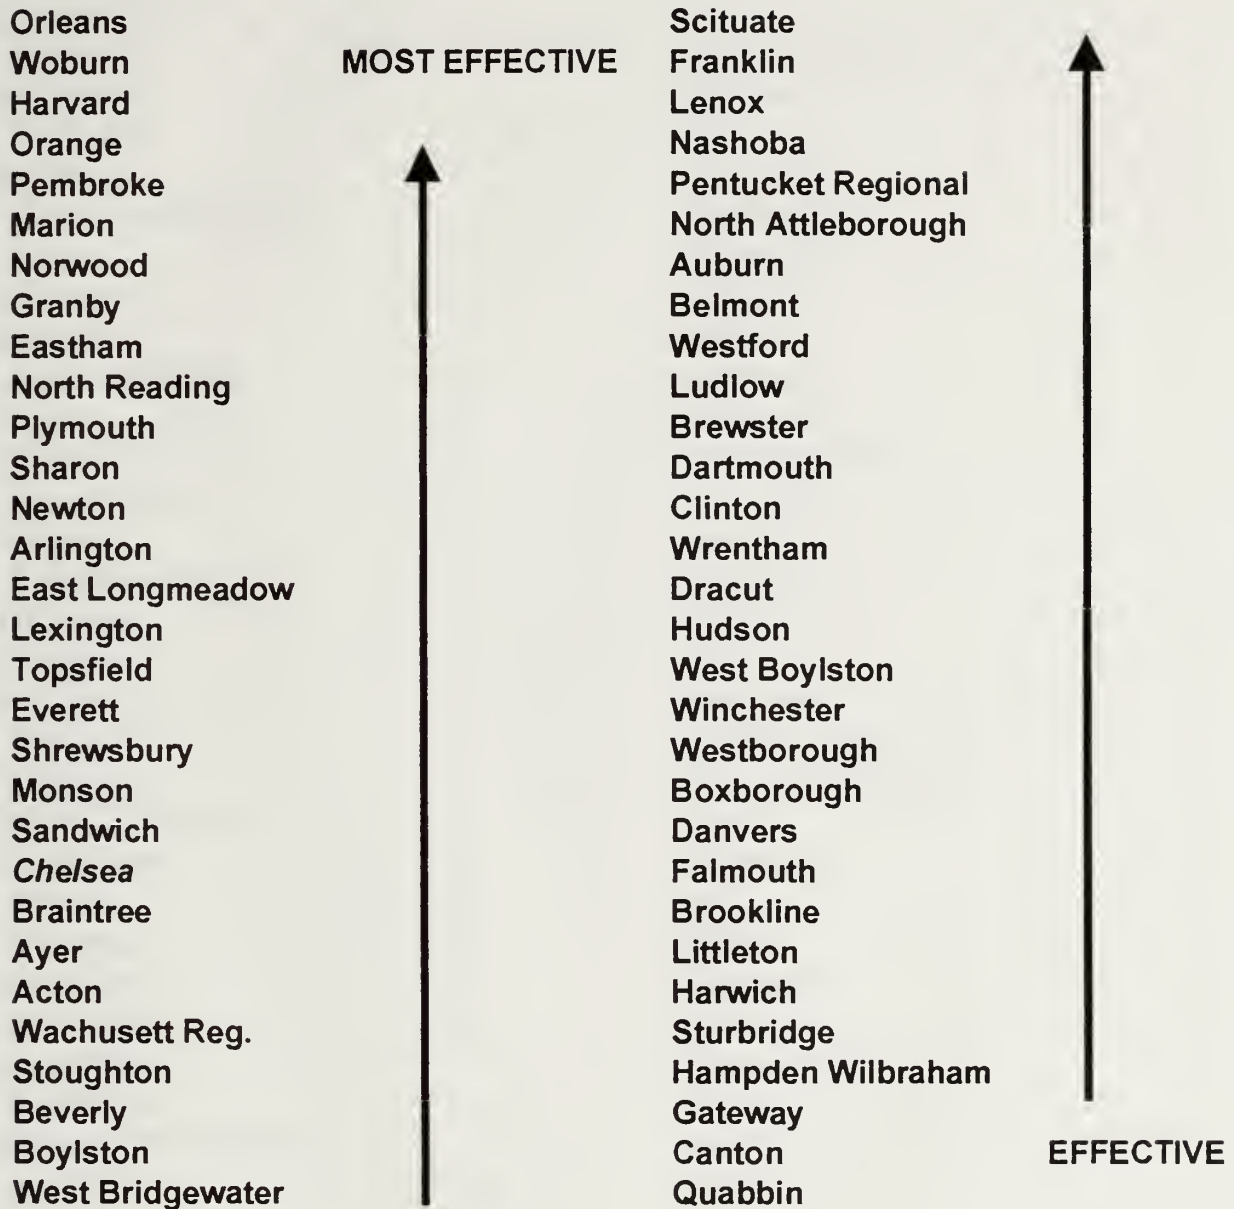 Orleans
Woburn
Harvard
Orange
Pembroke
Marion
Norwood
Granby
Eastham
North Reading
Plymouth
Sharon
Newton
Arlington
East Longmeadow
Lexington
Topsfield
Everett
Shrewsbury
Monson
Sandwich
Chelsea
Braintree
Ayer
Acton
Wachusett Reg.
Stoughton
Beverly
Boylston
West Bridgewater
MOST EFFECTIVE
Scituate
Franklin
Lenox
Nashoba
Pentucket Regional
North Attleborough
Auburn
Belmont
Westford
Ludlow
Brewster
Dartmouth
Clinton
Wrentham
Dracut
Hudson
West Boylston
Winchester
Westborough
Boxborough
Danvers
Falmouth
Brookline
Littleton
Harwich
Sturbridge
Hampden Wilbraham
Gateway
Canton
Quabbin
EFFECTIVE